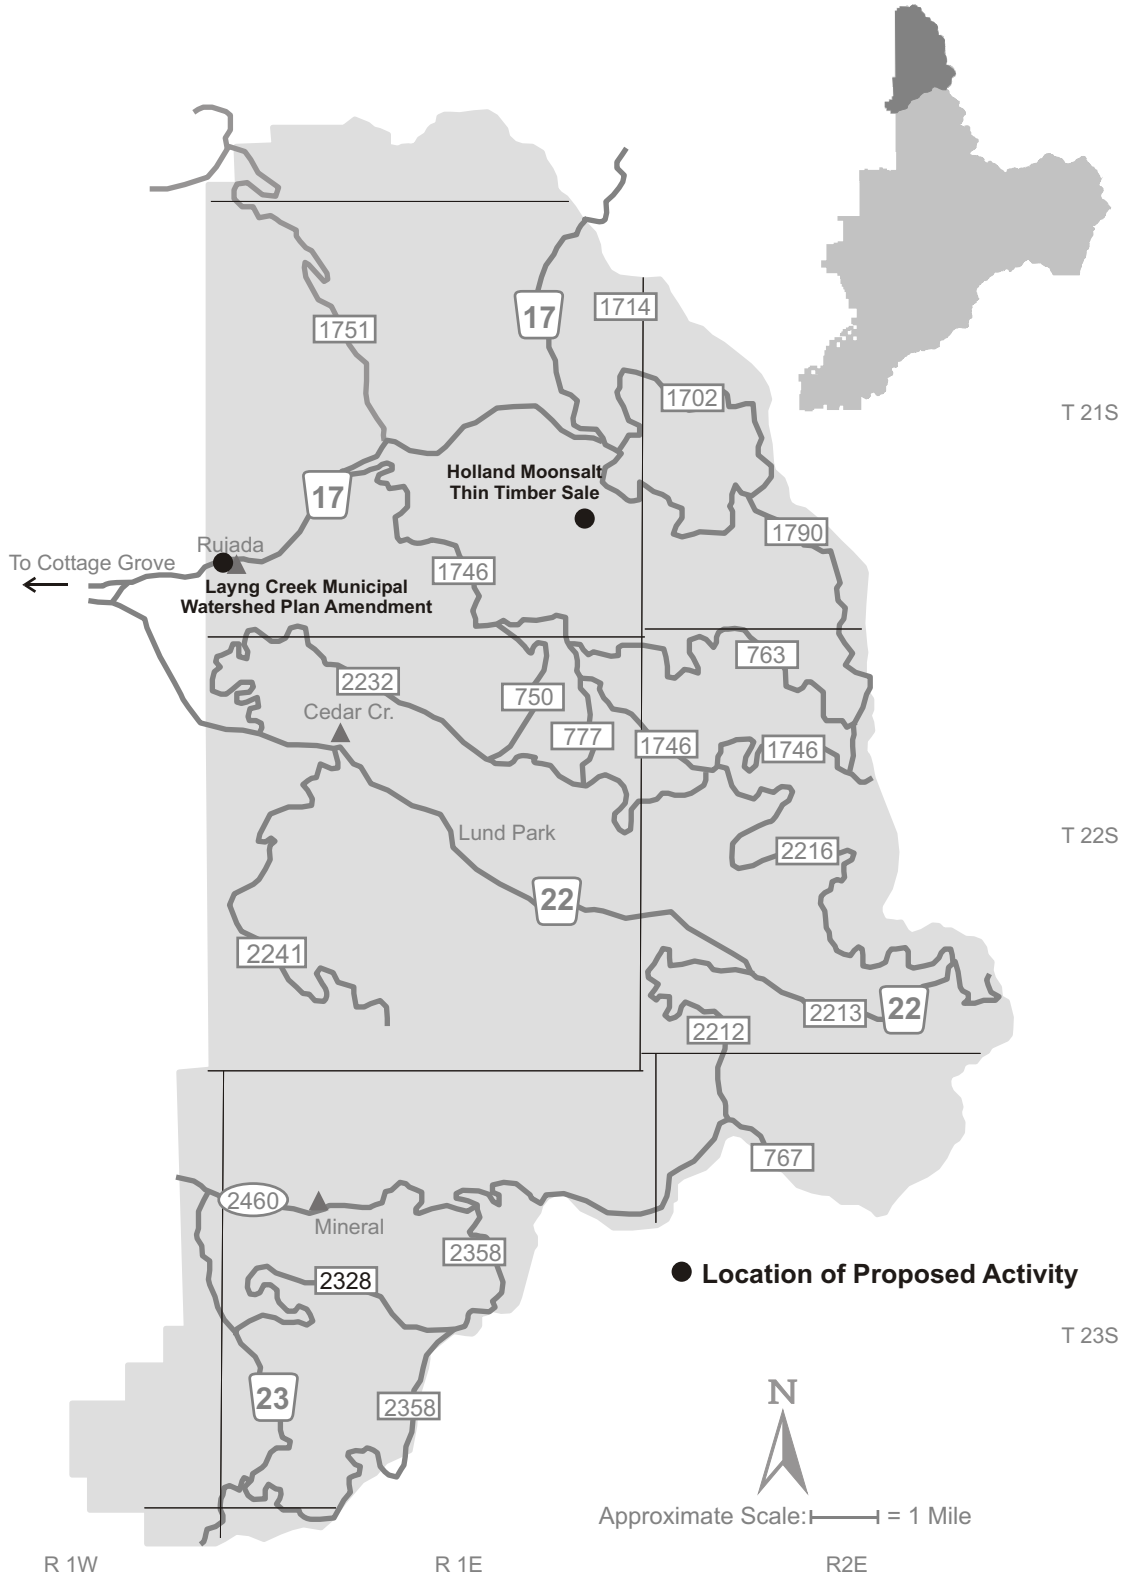 1714
17
1751
1702
T 21S
Holland Moonsalt
Thin Timber Sale
17
1790
Rujada
To Cottage Grove
1746
Layng Creek Municipal
Watershed Plan Amendment
763
2232
750
Cedar Cr.
777
1746
1746
Lund Park
T 22S
2216
22
2241
22
2213
2212
767
2460
Mineral
2358
Location of Proposed Activity
2328
T 23S
23
2358
N
Approximate Scale: = 1 Mile
R 1W
R 1E
R2E